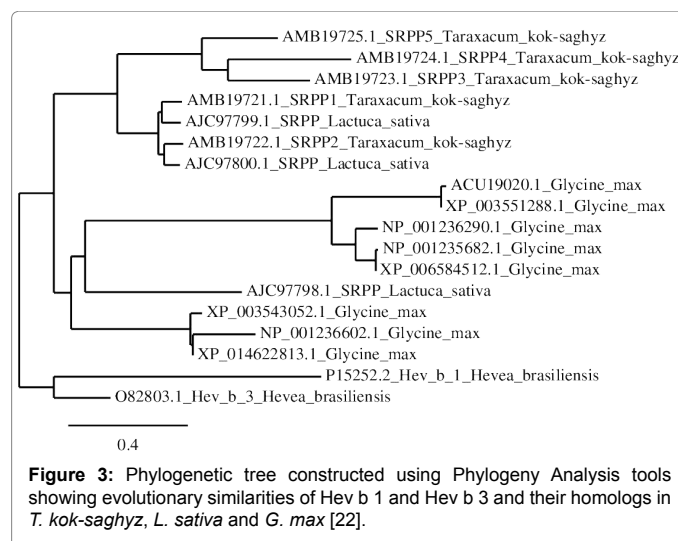 AMB19725.1_SRPP5_Taraxacum_kok-saghyz
AMB19724.1_SRPP4_Taraxacum_kok-saghyz
AMB19723.1_SRPP3_Taraxacum_kok-saghyz
AMB19721.1_SRPP1_Taraxacum_kok-saghyz
AJC97799.1_SRPP_Lactuca_sativa
AMB19722.1_SRPP2_Taraxacum_kok-saghyz
AJC97800.1_SRPP_Lactuca_sativa
ACU19020.1_Glycine_max
XP_003551288.1_Glycine_max
NP_001236290.1_Glycine_max
NP_001235682.1_Glycine_max
XP_006584512.1_Glycine_max
AJC97798.1_SRPP_Lactuca_sativa
XP_003543052.1_Glycine_max
NP_001236602.1_Glycine_max
XP_014622813.1_Glycine_max
P15252.2_Hev_b_1_Hevea_brasiliensis
O82803.1_Hev_b_3_Hevea_brasiliensis
0.4
Figure 3: Phylogenetic tree constructed using Phylogeny Analysis tools
showing evolutionary similarities of Hev b 1 and Hev b 3 and their homologs in
T. kok-saghyz, L. sativa and G. max [22].